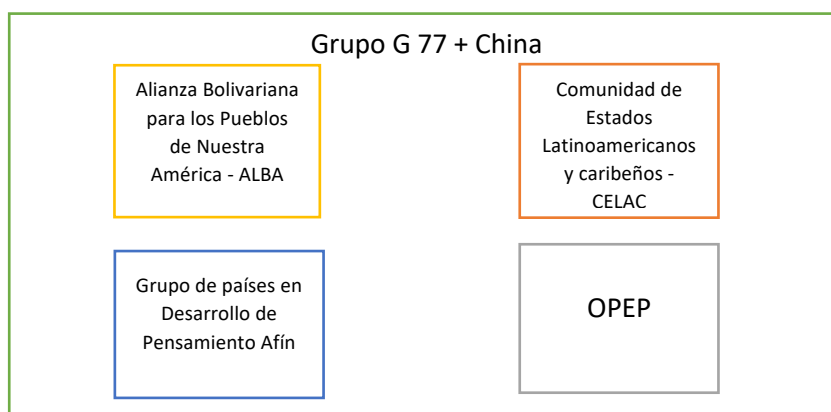 Grupo G 77 + China
Alianza Bolivariana
para los Pueblos
de Nuestra
América - ALBA
Comunidad de
Estados
Latinoamericanos
y caribeños -
CELAC
Grupo de países en
Desarrollo de
Pensamiento Afín
OPEP